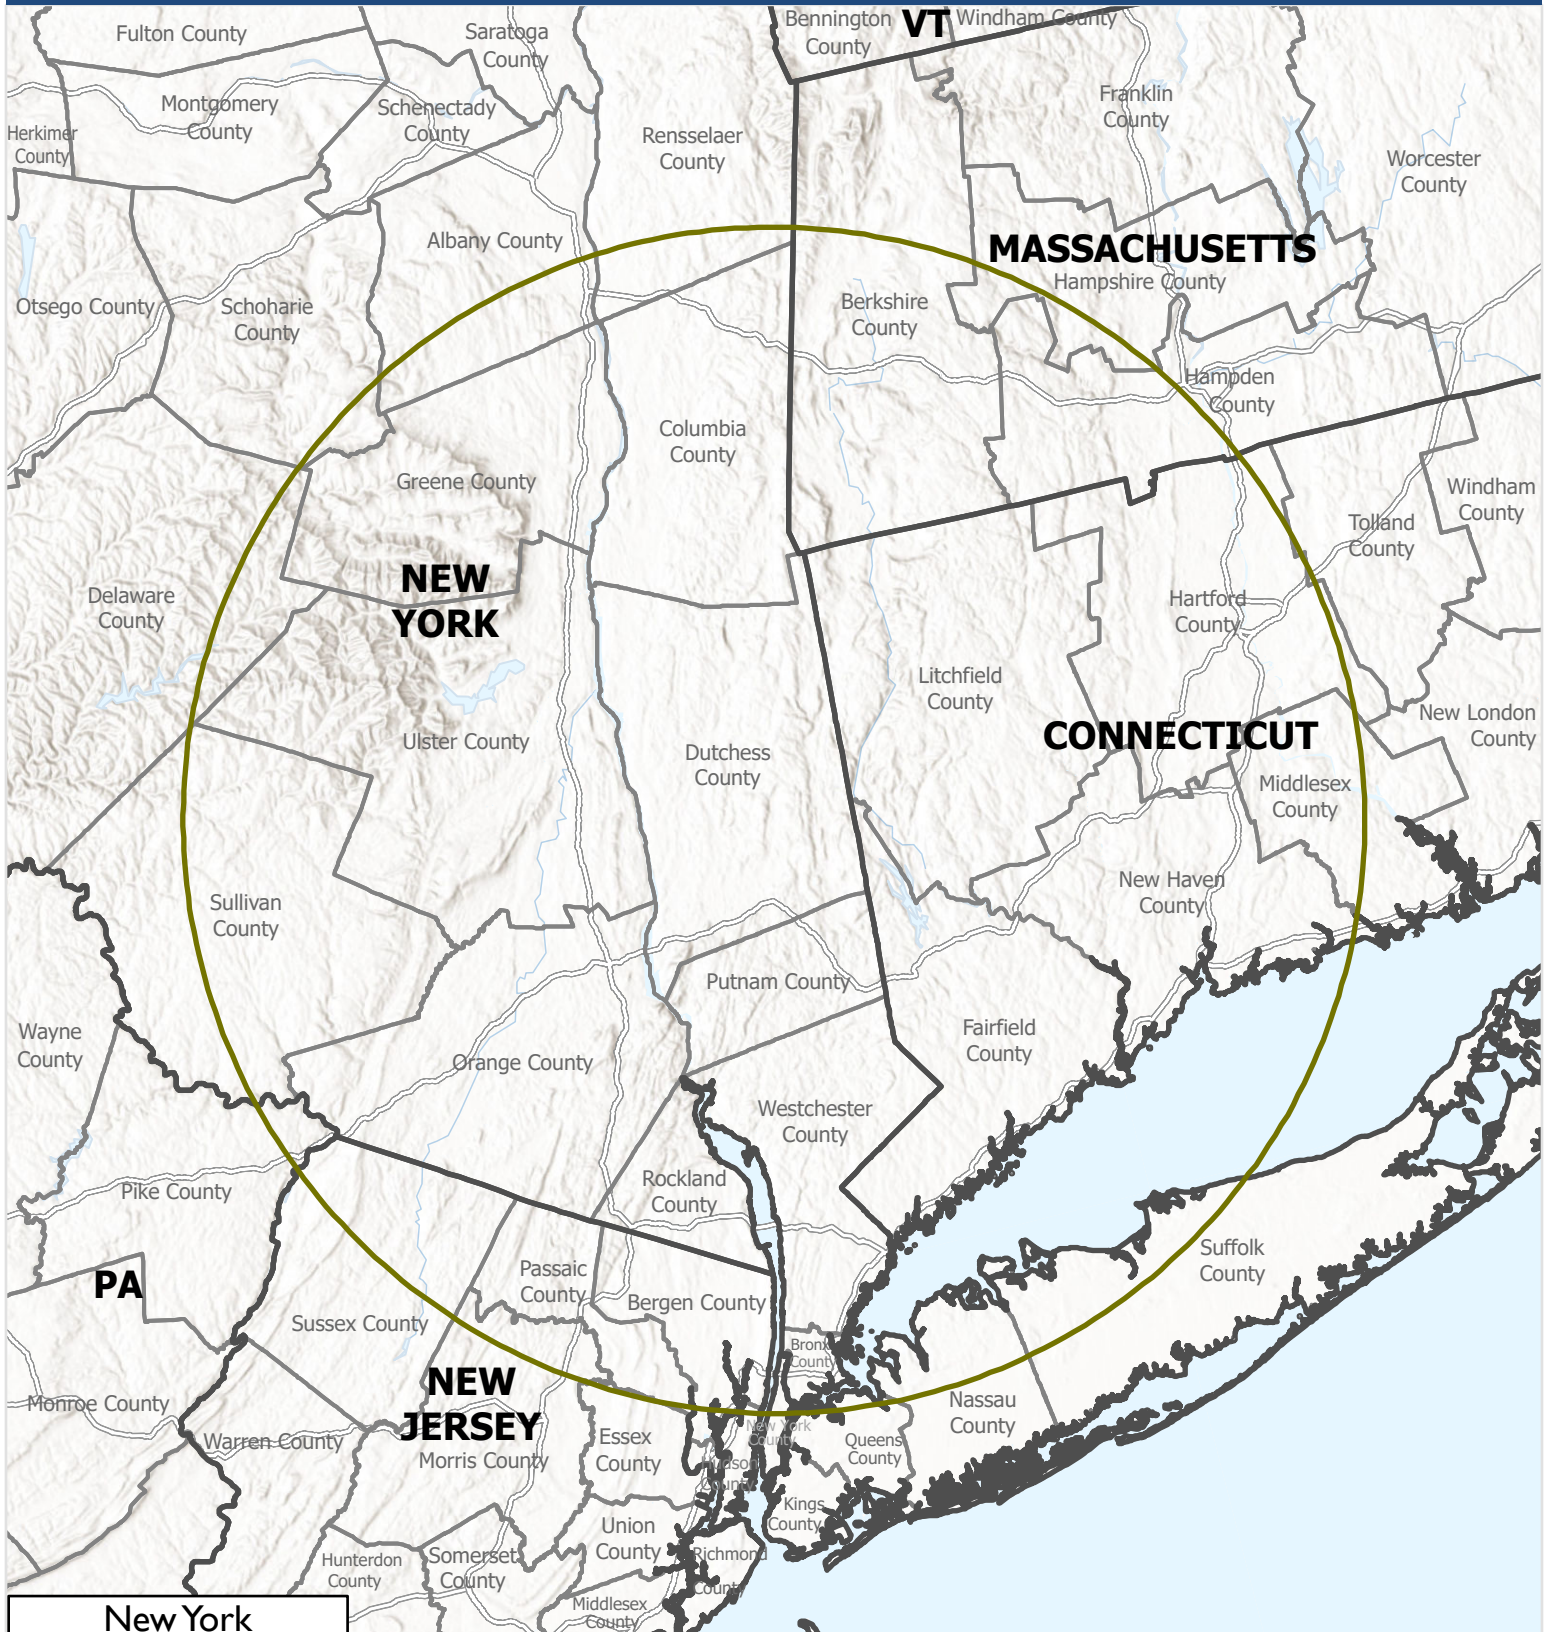 Bennington
County
VT
Windham County
Fulton County
Saratoga
County
Montgomery
County
Schenectady
County
Herkimer
County
Rensselaer
County
Franklin
County
Worcester
County
Albany County
MASSACHUSETTS
Hampshire County
Otsego County
Schoharie
County
Berkshire
County
Hampden
County
Columbia
County
Greene County
Windham
County
Tolland
County
NEW
YORK
Delaware
County
Hartford
County
Litchfield
County
New London
County
CONNECTICUT
Ulster County
Dutchess
County
Middlesex
County
Sullivan
County
New Haven
County
Putnam County
Wayne
County
Fairfield
County
Orange County
Westchester
County
Rockland
County
Pike County
Suffolk
County
PA
Passaic
County
Bergen County
Sussex County
Bronx
County
NEW
JERSEY
Monroe County
Nassau
County
Warren County
Morris County
Essex
County
New York
County
Queens
County
Hudson
County
Kings
County
Union
County
Richmond
County
Hunterdon
County
Somerset
County
Middlesex
County
New York